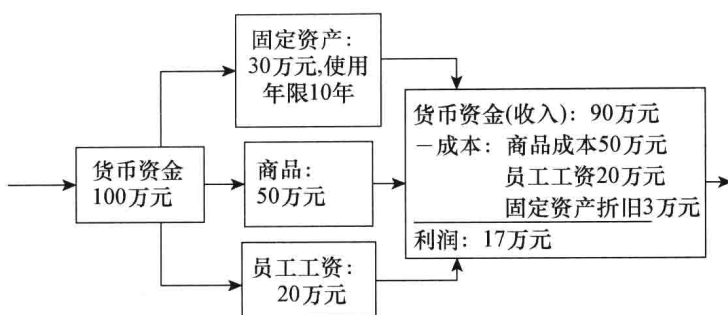 固定资产：
30万元,使用
年限10年
货币资金
100万元
商品：
50万元
员工工资：
20万元
货币资金(收入)：90万元
－成本：商品成本50万元
员工工资20万元
固定资产折旧3万元
利润：17万元